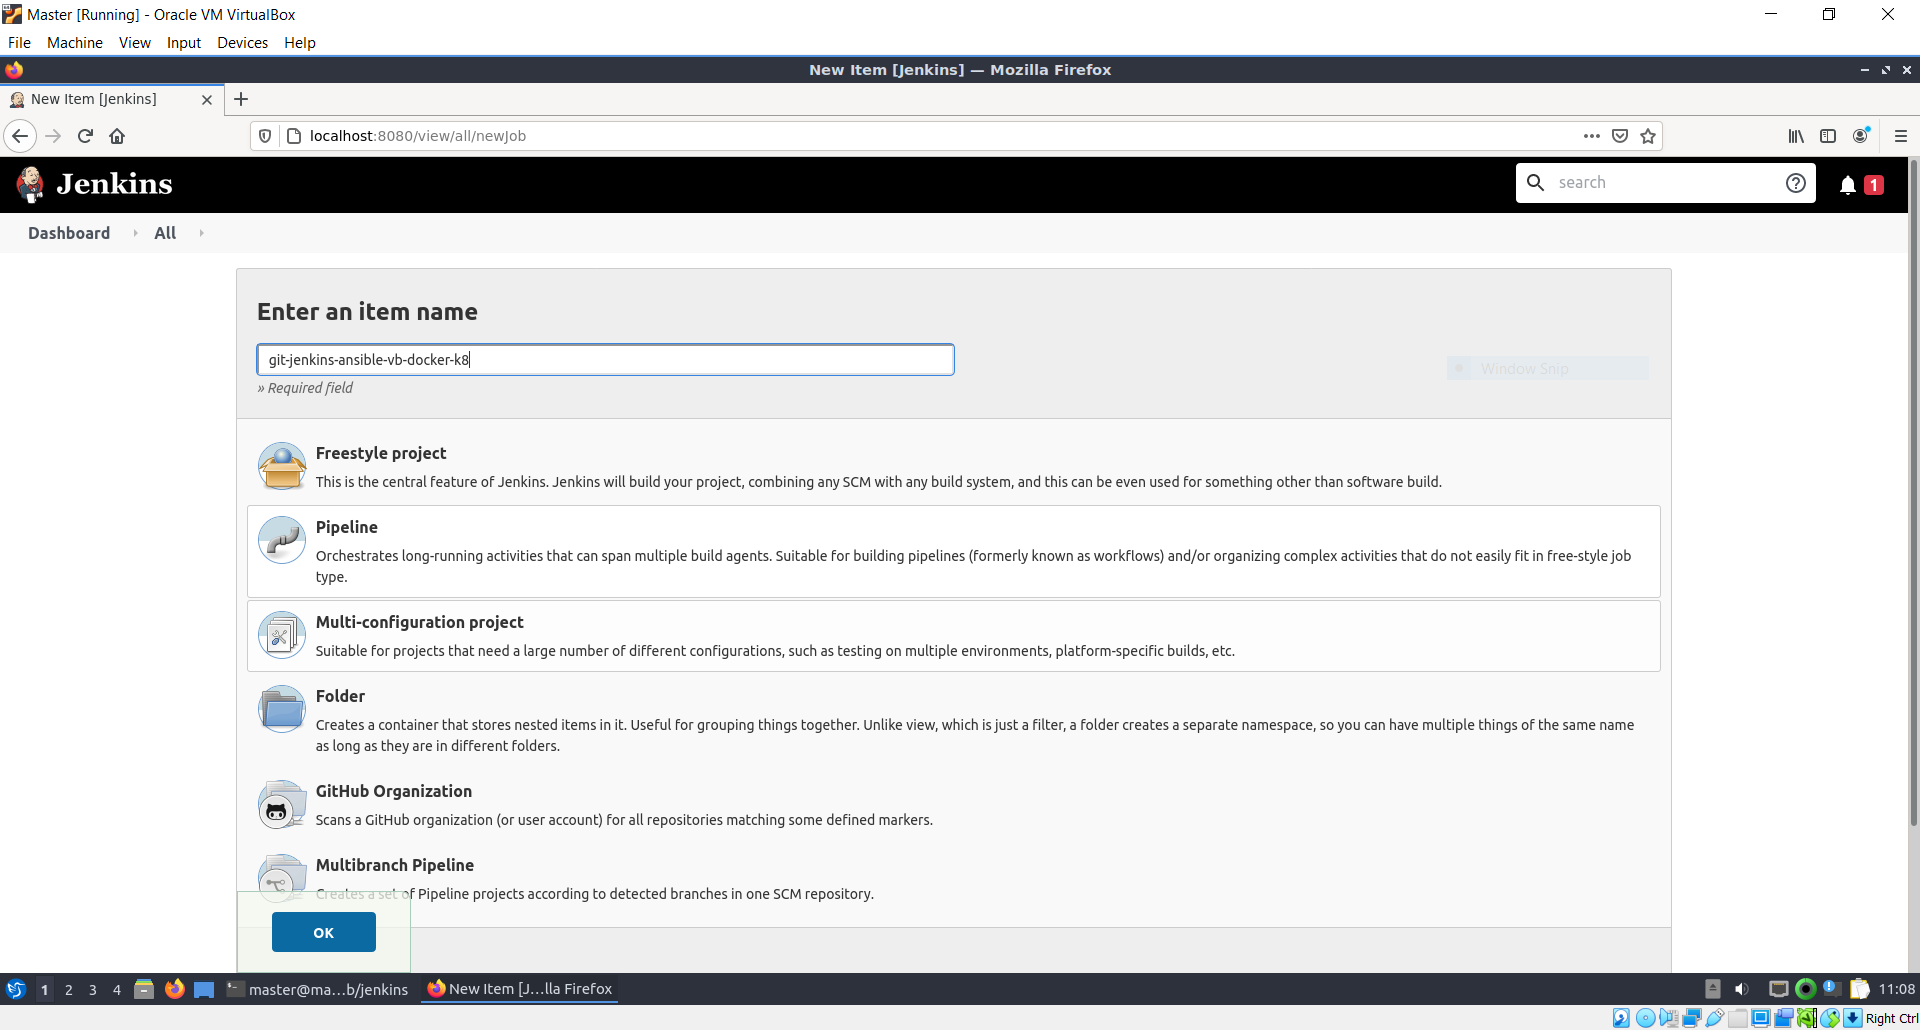 Master [Running] - Oracle VM VirtualBox
File Machine View Input Devices Help
New Item [Jenkins] — Mozilla Firefox
New Item [Jenkins]
localhost:8080/view/all/newJob
Jenkins
search
1
Dashboard All
Enter an item name
git-jenkins-ansible-vb-docker-k8
» Required field
Window Snip
Freestyle project
This is the central feature of Jenkins. Jenkins will build your project, combining any SCM with any build system, and this can be even used for something other than software build.
Pipeline
Orchestrates long-running activities that can span multiple build agents. Suitable for building pipelines (formerly known as workflows) and/or organizing complex activities that do not easily fit in free-style job
type.
Multi-configuration project
Suitable for projects that need a large number of different configurations, such as testing on multiple environments, platform-specific builds, etc.
Folder
Creates a container that stores nested items in it. Useful for grouping things together. Unlike view, which is just a filter, a folder creates a separate namespace, so you can have multiple things of the same name
as long as they are in different folders.
GitHub Organization
Scans a GitHub organization (or user account) for all repositories matching some defined markers.
Multibranch Pipeline
Creates a set of Pipeline projects according to detected branches in one SCM repository.
OK
1 2 3 4 master@ma...b/jenkins New Item [J...lla Firefox 11:08
Right Ctrl